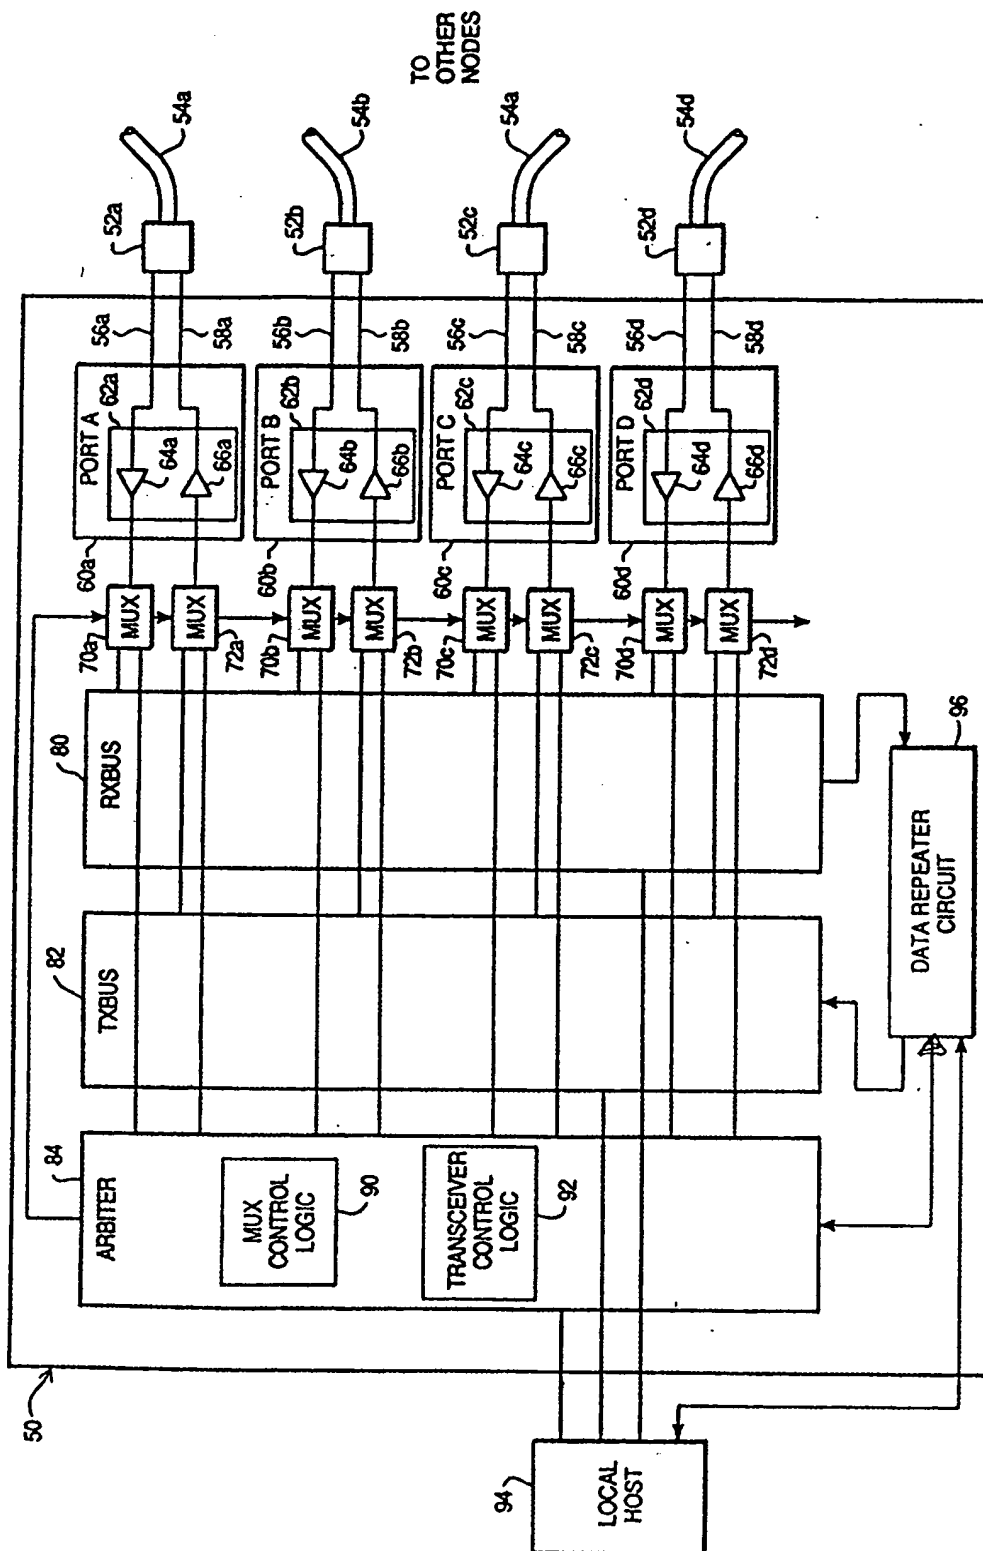 50
94
LOCAL
HOST
84
ARBITER
MUX
CONTROL
LOGIC
90
TRANSCEIVER
CONTROL
LOGIC
92
82
TXBUS
80
RXBUS
DATA REPEATER
CIRCUIT
96
70a
MUX
MUX
72a
70b
MUX
MUX
72b
70c
MUX
MUX
72c
70d
MUX
MUX
72d
60a
PORT A
62a
64a
66a
60b
PORT B
62b
64b
66b
60c
PORT C
62c
64c
66c
60d
PORT D
62d
64d
66d
56a
58a
56b
58b
56c
58c
56d
58d
52a
52b
52c
52d
54a
54b
54a
54d
TO
OTHER
NODES